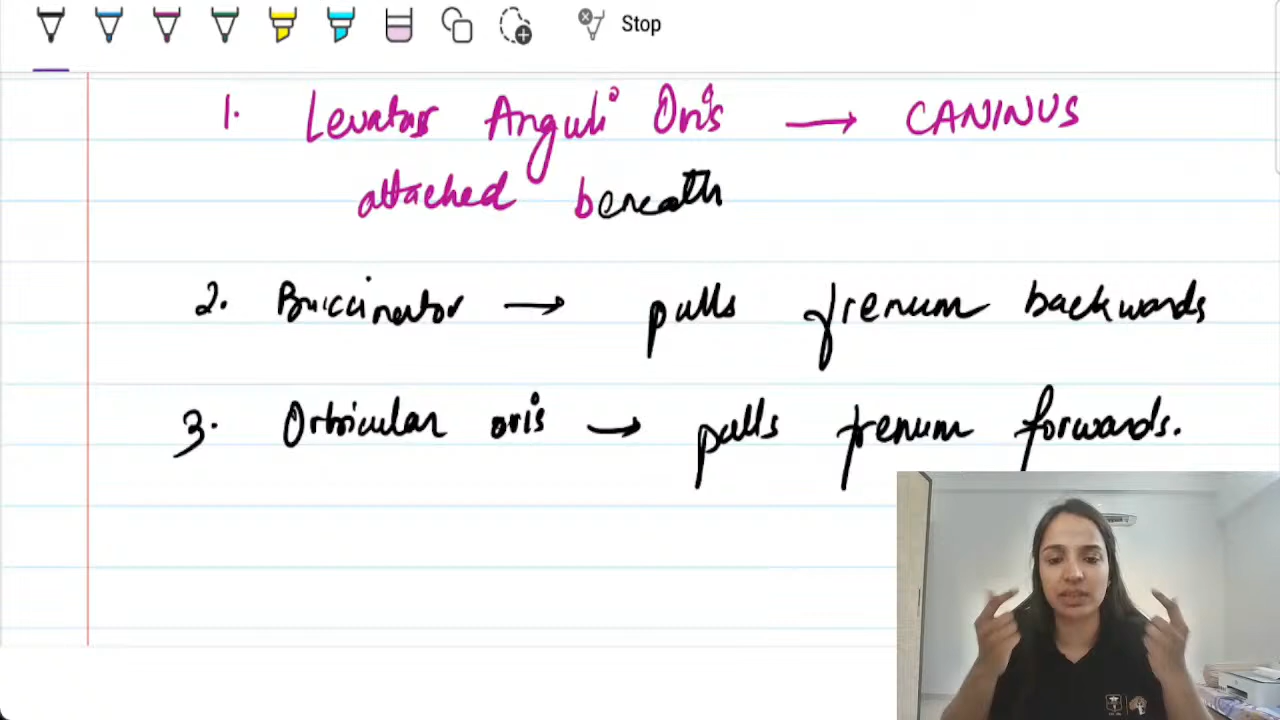 Stop
1. Levator Anguli Oris → CANINUS
attached beneath
2. Buccinator → pulls frenum backwards
3. Orbicular oris → pulls frenum forwards.